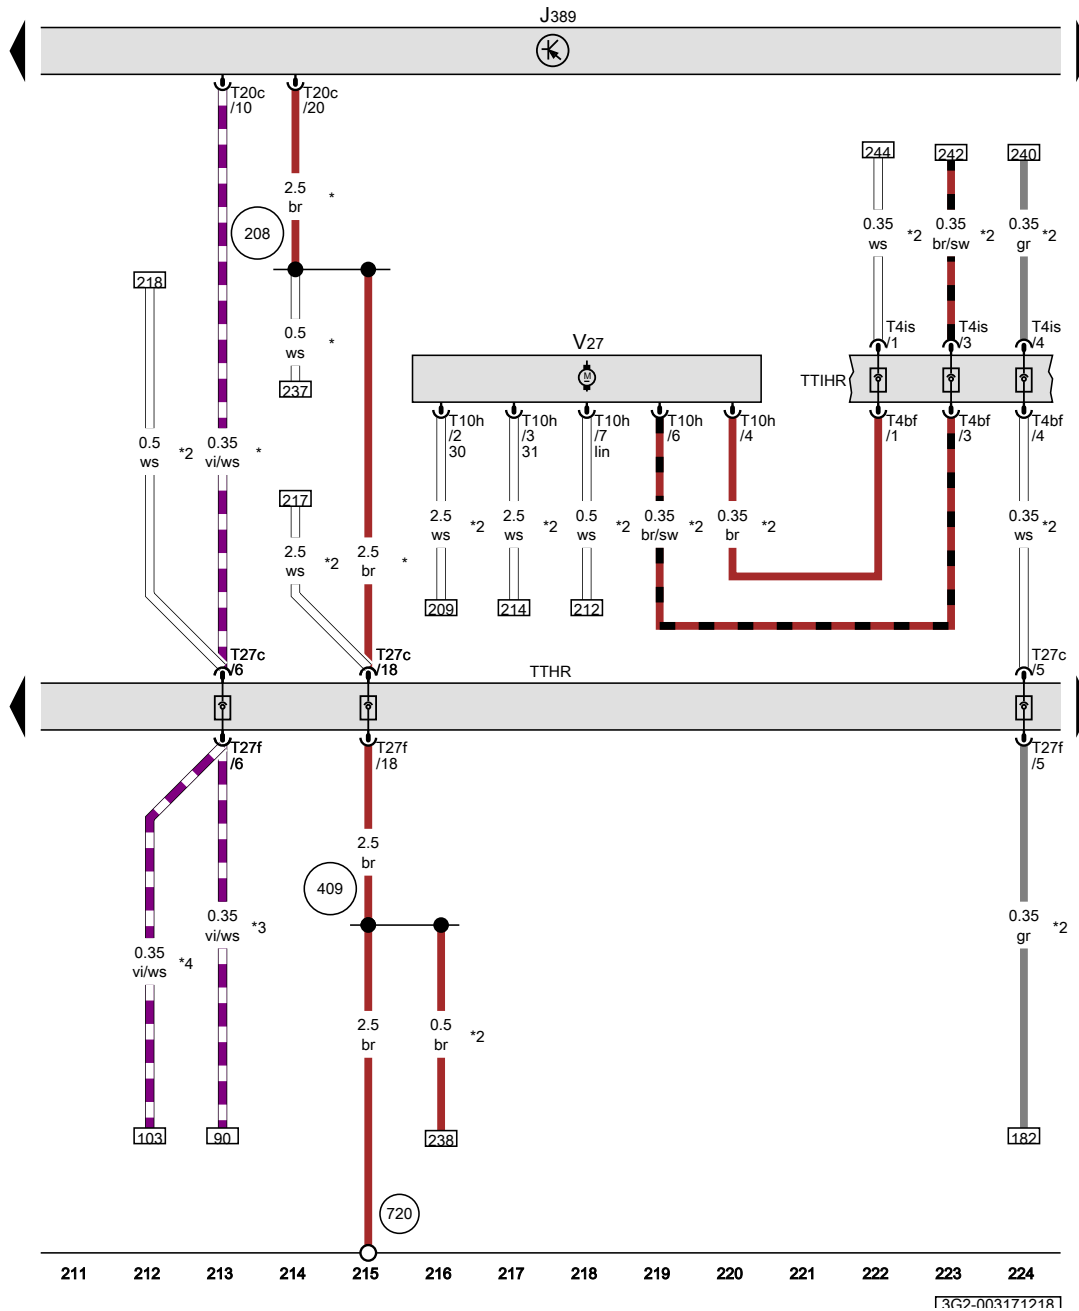 J389
T20c
/10
T20c
/20
244
242
240
2.5
br
*
208
0.35
ws
*2
0.35
br/sw
*2
0.35
gr
*2
218
0.5
ws
*
237
V27
M
T4is
/1
T4is
/3
T4is
/4
TTIHR
T10h
/2
30
T10h
/3
31
T10h
/7
lin
T10h
/6
T10h
/4
T4bf
/1
T4bf
/3
T4bf
/4
0.5
ws
*2
0.35
vi/ws
*
217
2.5
ws
*2
2.5
br
*
2.5
ws
*2
2.5
ws
*2
0.5
ws
*2
0.35
br/sw
*2
0.35
br
*2
0.35
ws
*2
209
214
212
T27c
/6
T27c
/18
TTHR
T27c
/5
T27f
/6
T27f
/18
T27f
/5
2.5
br
409
0.35
vi/ws
*4
0.35
vi/ws
*3
0.35
gr
*2
2.5
br
0.5
br
*2
103
90
238
182
720
211 212 213 214 215 216 217 218 219 220 221 222 223 224
3G2-003171218